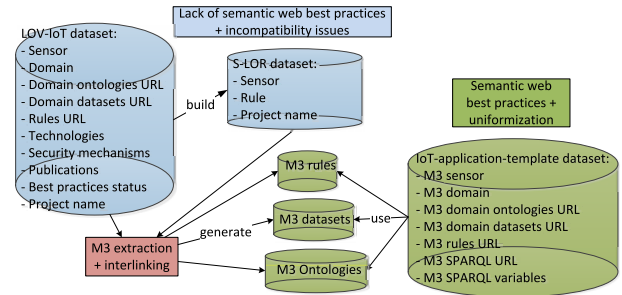 Lack of semantic web best practices
+ incompatibility issues
LOV-IoT dataset:
- Sensor
- Domain
- Domain ontologies URL
- Domain datasets URL
- Rules URL
- Technologies
- Security mechanisms
- Publications
- Best practices status
- Project name
build
S-LOR dataset:
- Sensor
- Rule
- Project name
Semantic web
best practices +
uniformization
M3 rules
M3 datasets
M3 Ontologies
generate
use
M3 extraction
+ interlinking
IoT-application-template dataset:
- M3 sensor
- M3 domain
- M3 domain ontologies URL
- M3 domain datasets URL
- M3 rules URL
- M3 SPARQL URL
- M3 SPARQL variables